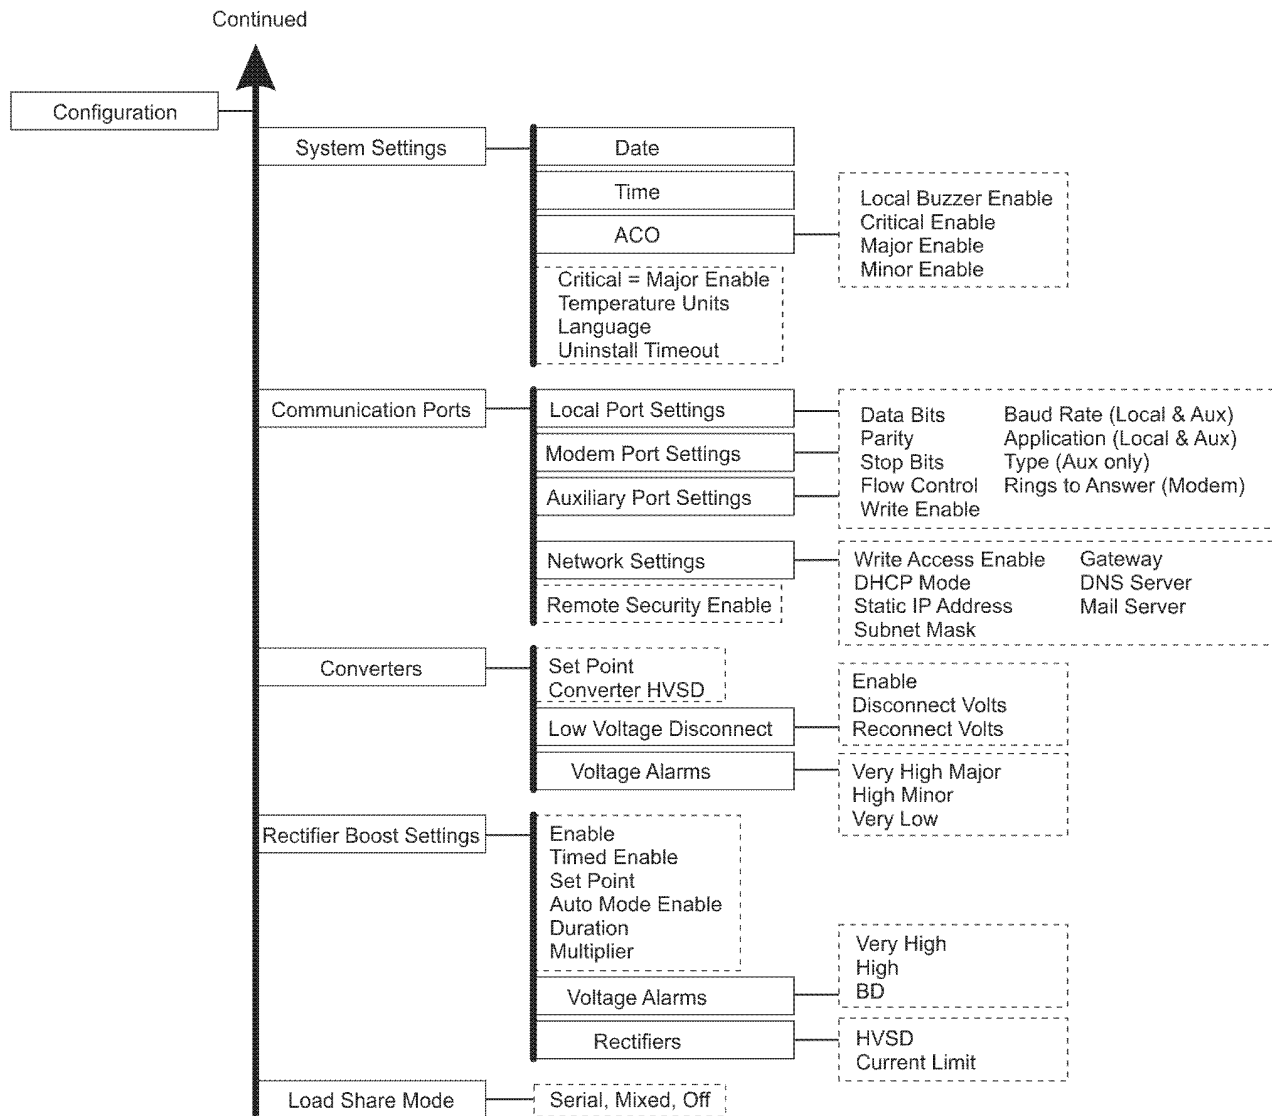 Continued
Configuration
System Settings
Date
Time
ACO
Local Buzzer Enable
Critical Enable
Major Enable
Minor Enable
Critical = Major Enable
Temperature Units
Language
Uninstall Timeout
Communication Ports
Local Port Settings
Modem Port Settings
Auxiliary Port Settings
Data Bits
Parity
Stop Bits
Flow Control
Write Enable
Baud Rate (Local & Aux)
Application (Local & Aux)
Type (Aux only)
Rings to Answer (Modem)
Network Settings
Write Access Enable
DHCP Mode
Static IP Address
Subnet Mask
Gateway
DNS Server
Mail Server
Remote Security Enable
Converters
Set Point
Converter HVSD
Low Voltage Disconnect
Enable
Disconnect Volts
Reconnect Volts
Voltage Alarms
Very High Major
High Minor
Very Low
Rectifier Boost Settings
Enable
Timed Enable
Set Point
Auto Mode Enable
Duration
Multiplier
Voltage Alarms
Very High
High
BD
Rectifiers
HVSD
Current Limit
Load Share Mode
Serial, Mixed, Off